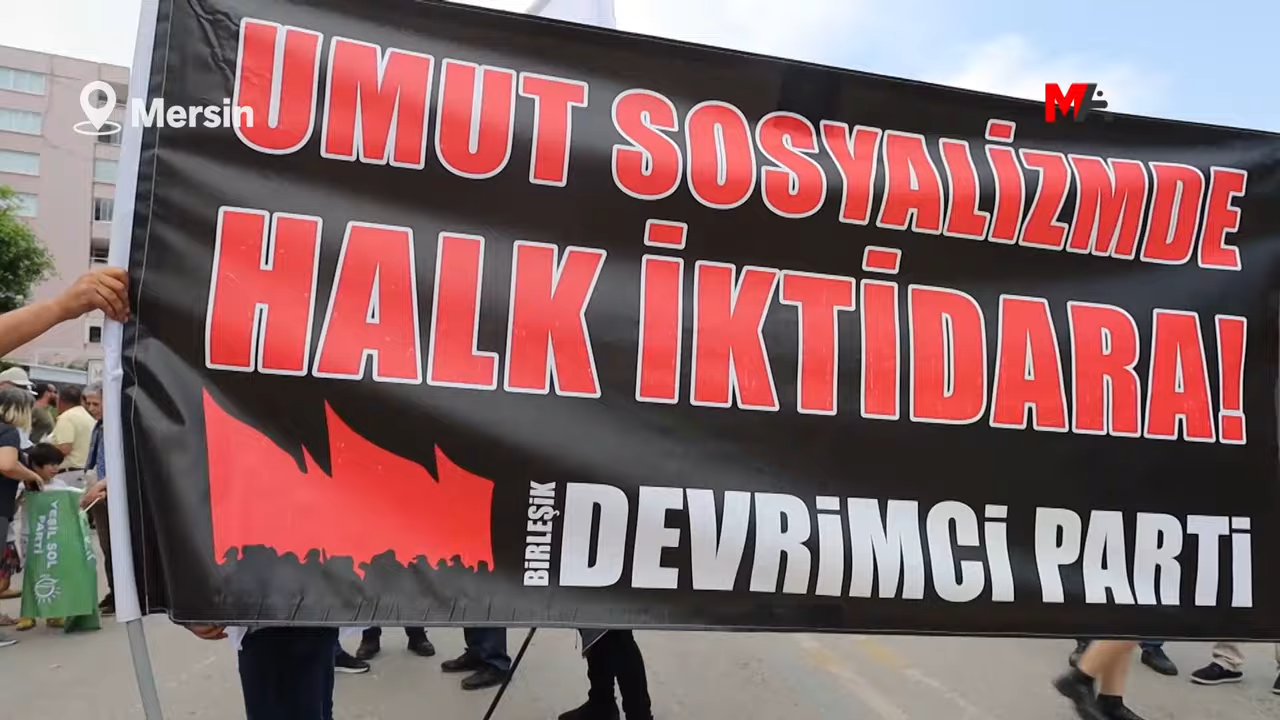 Mersin
UMUT SOSYALİZMDE
HALK İKTİDARA!
BİRLEŞİK
DEVRİMCİ PARTİ
YEŞİL SOL
PARTİ